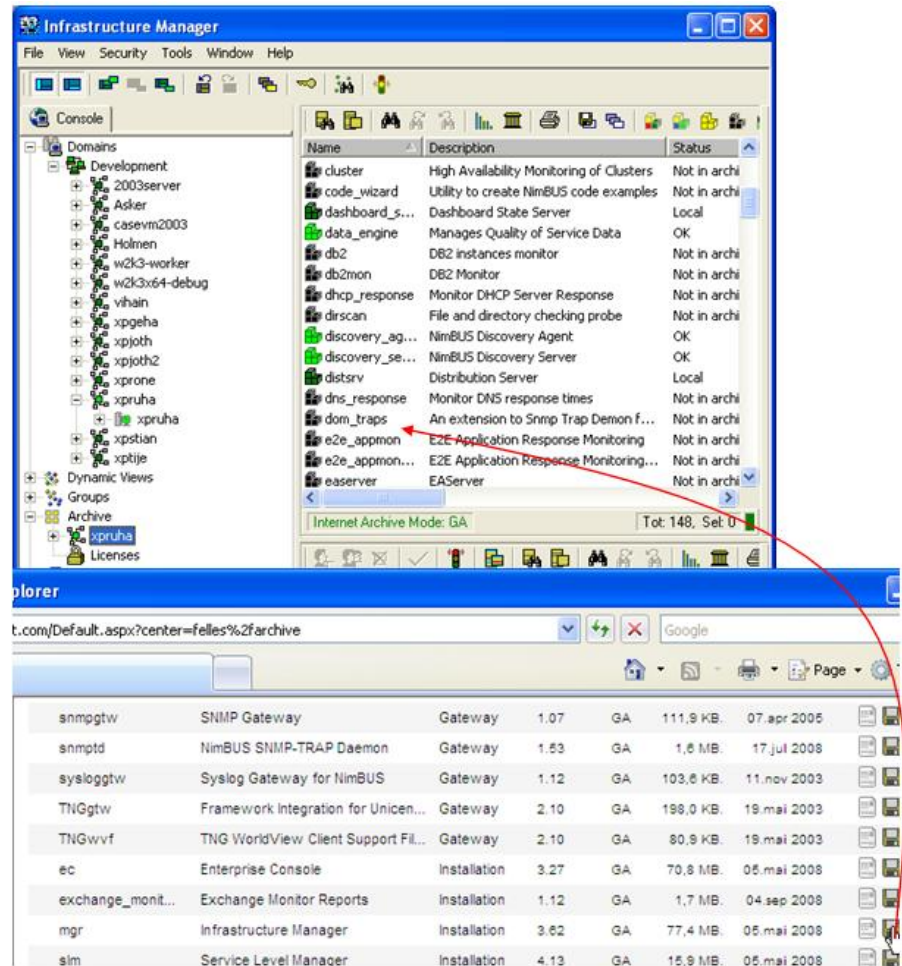 Infrastructure Manager
File View Security Tools Window Help
Console
Domains
Development
2003server
Asker
casevm2003
Holmen
w2k3-worker
w2k3x64-debug
vihain
xpgeha
xpjoth
xpjoth2
xprone
xpruha
xpruha
xpstian
xptije
Dynamic Views
Groups
Archive
xpruha
Licenses
Name Description Status
cluster High Availability Monitoring of Clusters Not in archi
code_wizard Utility to create NimBUS code examples Not in archi
dashboard_s... Dashboard State Server Local
data_engine Manages Quality of Service Data OK
db2 DB2 instances monitor Not in archi
db2mon DB2 Monitor Not in archi
dhcp_response Monitor DHCP Server Response Not in archi
dirscan File and directory checking probe Not in archi
discovery_ag... NimBUS Discovery Agent OK
discovery_se... NimBUS Discovery Server OK
distsrv Distribution Server Local
dns_response Monitor DNS response times Not in archi
dom_traps An extension to Snmp Trap Demon f... Not in archi
e2e_appmon E2E Application Response Monitoring Not in archi
e2e_appmon... E2E Application Response Monitoring... Not in archi
easerver EAServer Not in archi
Internet Archive Mode: GA Tot: 148, Sel: 0
plorer
t.com/Default.aspx?center=felles%2farchive Google
Page
snmpgtw SNMP Gateway Gateway 1.07 GA 111,9 KB. 07.apr 2005
snmptd NimBUS SNMP-TRAP Daemon Gateway 1.53 GA 1,6 MB. 17.jul 2008
sysloggtw Syslog Gateway for NimBUS Gateway 1.12 GA 103,6 KB. 11.nov 2003
TNGgtw Framework Integration for Unicen... Gateway 2.10 GA 198,0 KB. 19.mai 2003
TNGwvf TNG WorldView Client Support Fil... Gateway 2.10 GA 80,9 KB. 19.mai 2003
ec Enterprise Console Installation 3.27 GA 70,8 MB. 05.mai 2008
exchange_monit... Exchange Monitor Reports Installation 1.12 GA 1,7 MB. 04.sep 2008
mgr Infrastructure Manager Installation 3.62 GA 77,4 MB. 05.mai 2008
slm Service Level Manager Installation 4.13 GA 15,9 MB. 05.mai 2008